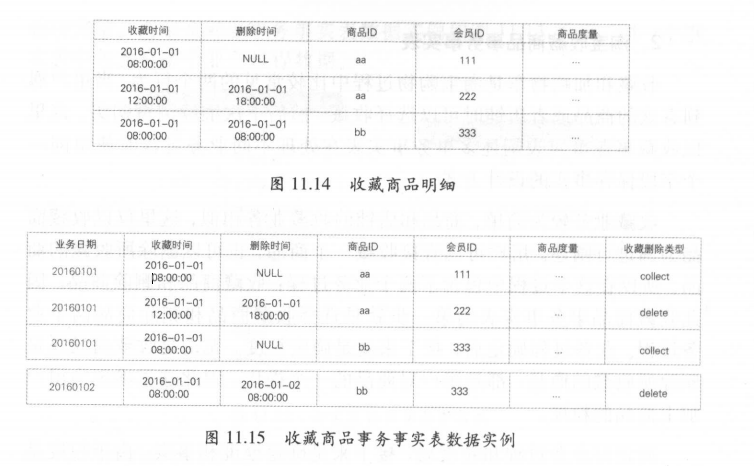 收藏时间 删除时间 商品ID 会员ID 商品度量
2016-01-01 08:00:00 NULL aa 111 ...
2016-01-01 12:00:00 2016-01-01 18:00:00 aa 222 ...
2016-01-01 08:00:00 2016-01-01 08:00:00 bb 333 ...
图 11.14 收藏商品明细
业务日期 收藏时间 删除时间 商品ID 会员ID 商品度量 收藏删除类型
20160101 2016-01-01 08:00:00 NULL aa 111 ... collect
20160101 2016-01-01 12:00:00 2016-01-01 18:00:00 aa 222 ... delete
20160101 2016-01-01 08:00:00 NULL bb 333 ... collect
20160102 2016-01-01 08:00:00 2016-01-02 08:00:00 bb 333 ... delete
图 11.15 收藏商品事务事实表数据实例